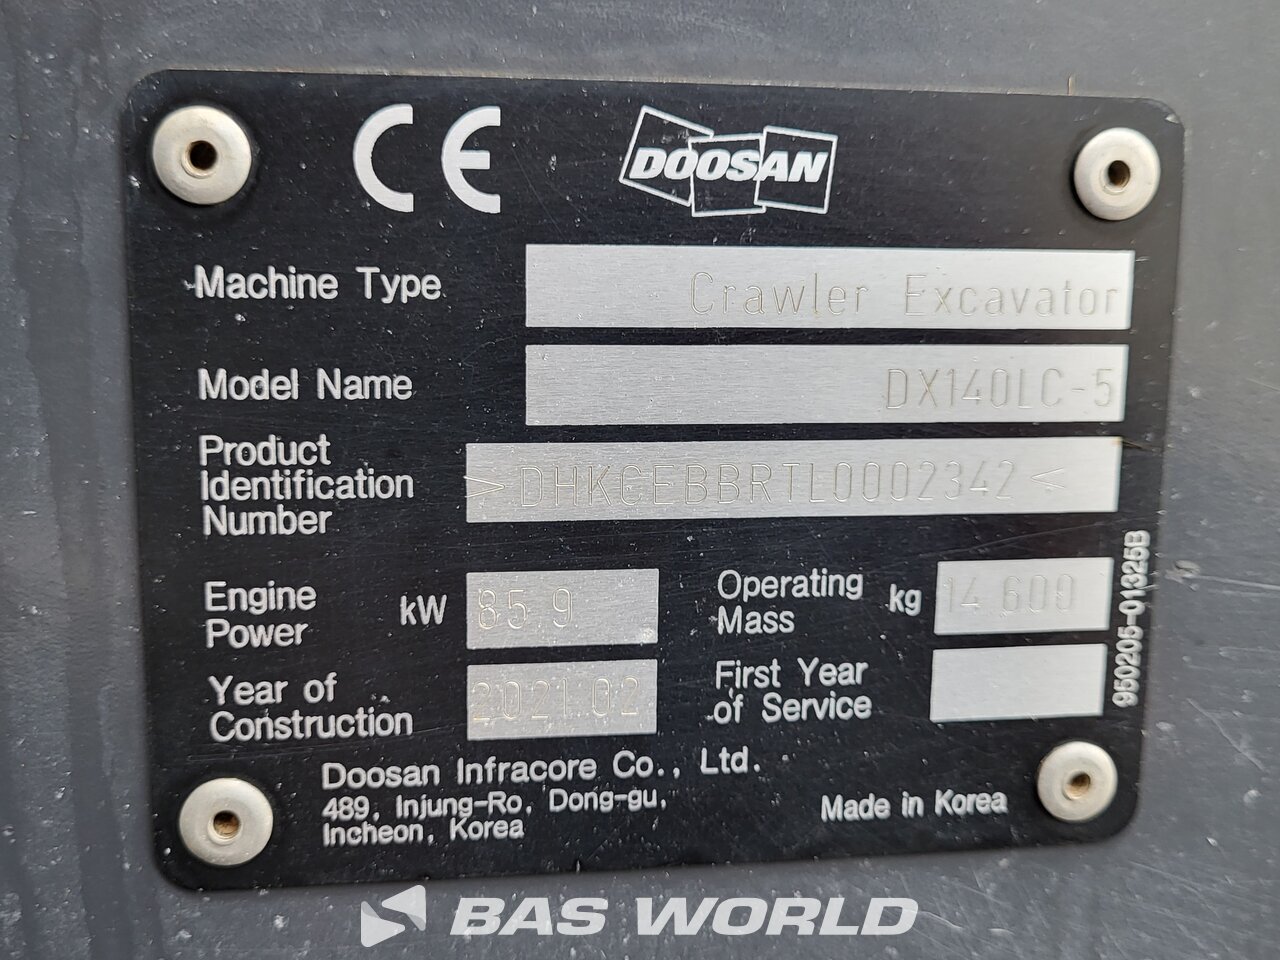 CE DOOSAN
Machine Type Crawler Excavator
Model Name DX140LC-5
Product
Identification
Number >DHKCEBBRTL0002342<
Engine
Power kW 85.9
Operating
Mass kg 14 600
Year of
Construction 2021.02
First Year
of Service
950205-01325B
Doosan Infracore Co., Ltd.
489, Injung-Ro, Dong-gu,
Incheon, Korea
Made in Korea
BAS WORLD